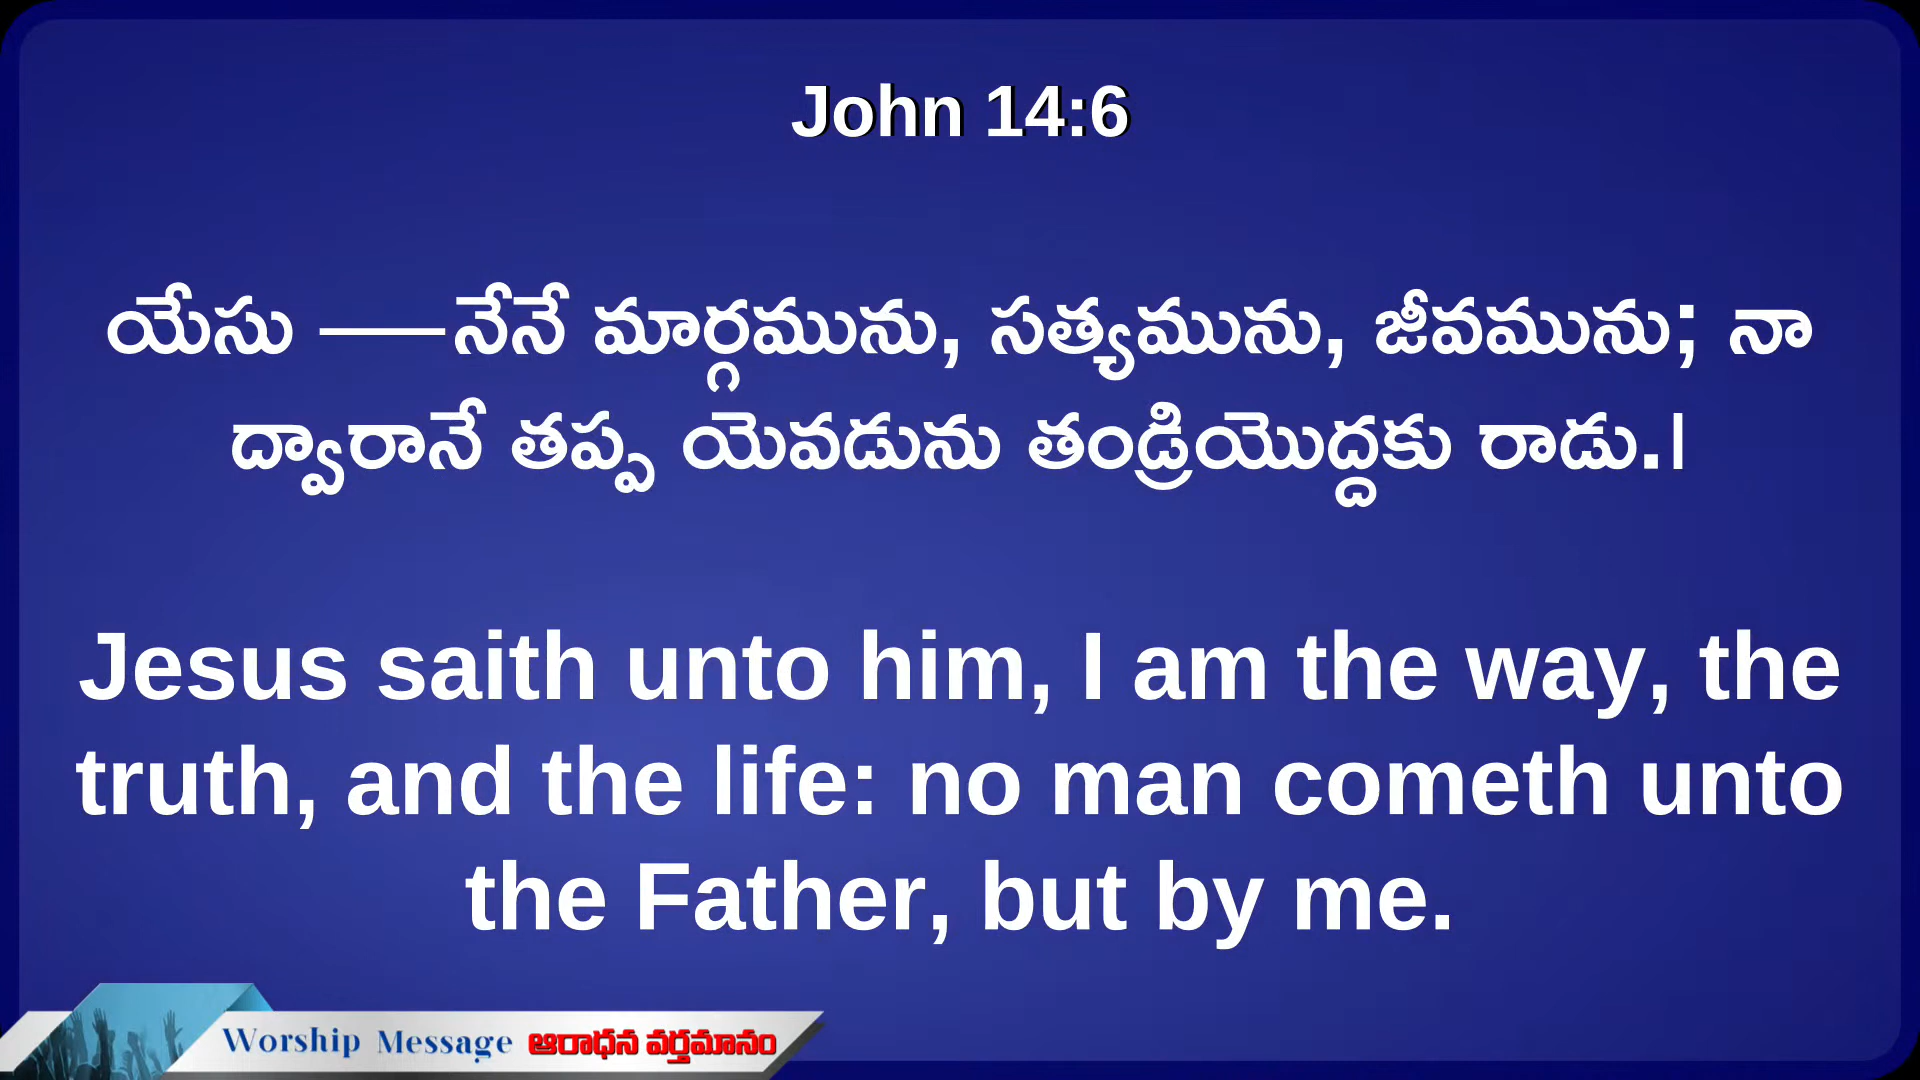 John 14:6
యేసు ––నేనే మార్గమును, సత్యమును, జీవమును; నా
ద్వారానే తప్ప యెవడును తండ్రియొద్దకు రాడు.।
Jesus saith unto him, I am the way, the
truth, and the life: no man cometh unto
the Father, but by me.
Worship Message ఆరాధన వర్తమానం